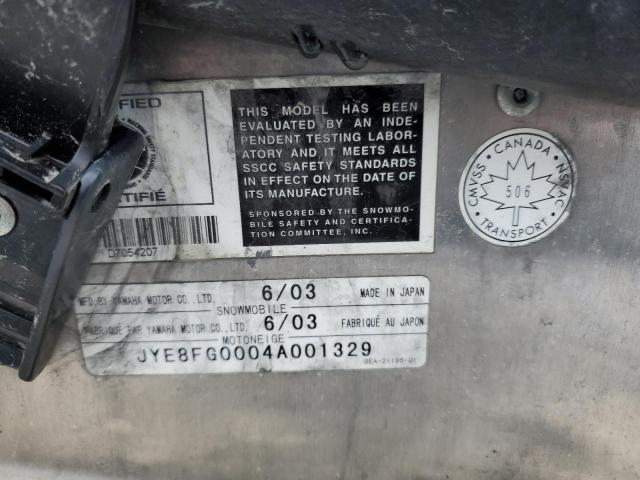 THIS MODEL HAS BEEN
EVALUATED BY AN INDE-
PENDENT TESTING LABOR-
ATORY AND IT MEETS ALL
SSCC SAFETY STANDARDS
IN EFFECT ON THE DATE OF
ITS MANUFACTURE.
SPONSORED BY THE SNOWMO-
BILE SAFETY AND CERTIFICA-
TION COMMITTEE, INC.
D7054207
CANADA
CMVSS NSVAC
506
TRANSPORT
MFD BY YAMAHA MOTOR CO., LTD. 6/03 MADE IN JAPAN
SNOWMOBILE
FABRIQUÉ PAR YAMAHA MOTOR CO., LTD. 6/03 FABRIQUÉ AU JAPON
MOTONEIGE
JYE8FG0004A001329